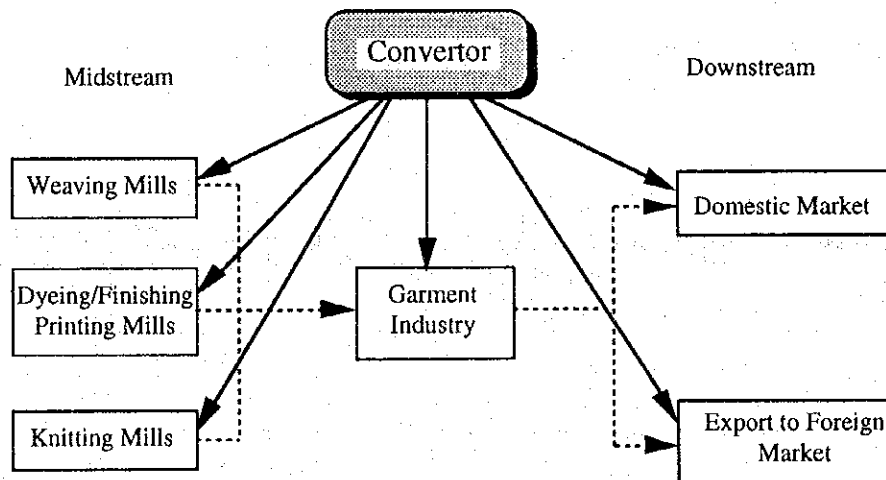 Convertor
Midstream
Downstream
Weaving Mills
Domestic Market
Dyeing/Finishing
Printing Mills
Garment
Industry
Knitting Mills
Export to Foreign
Market